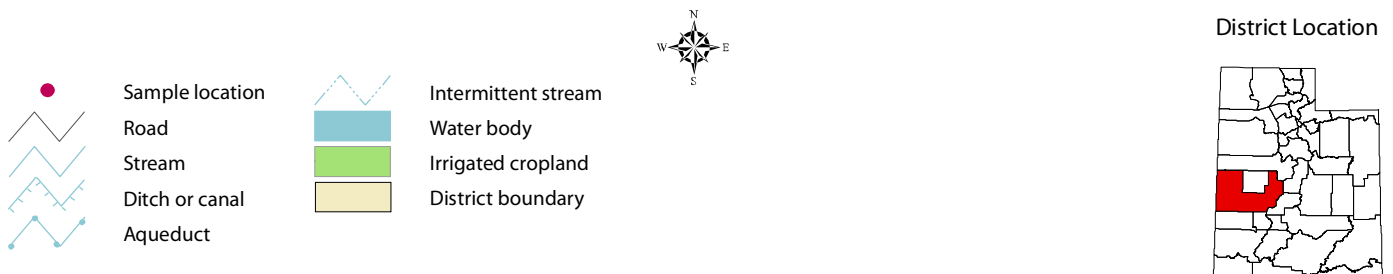 N
W E
S
District Location
Sample location
Road
Stream
Ditch or canal
Aqueduct
Intermittent stream
Water body
Irrigated cropland
District boundary